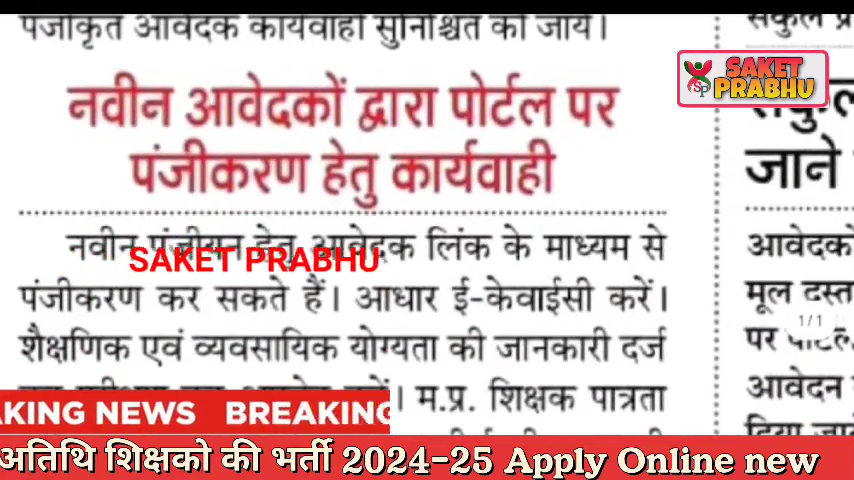 पंजीकृत आवेदक कार्यवाही सुनिश्चित की जाये।
नवीन आवेदकों द्वारा पोर्टल पर
पंजीकरण हेतु कार्यवाही
नवीन पंजीयन हेतु आवेदक लिंक के माध्यम से
पंजीकरण कर सकते हैं। आधार ई-केवाईसी करें।
शैक्षणिक एवं व्यवसायिक योग्यता की जानकारी दर्ज
म.प्र. शिक्षक पात्रता
SAKET PRABHU
SAKET
PRABHU
जाने
आवेदको
मूल दस्त
पर
आवेदन
1/1
AKING NEWS BREAKING
अतिथि शिक्षको की भर्ती 2024-25 Apply Online new